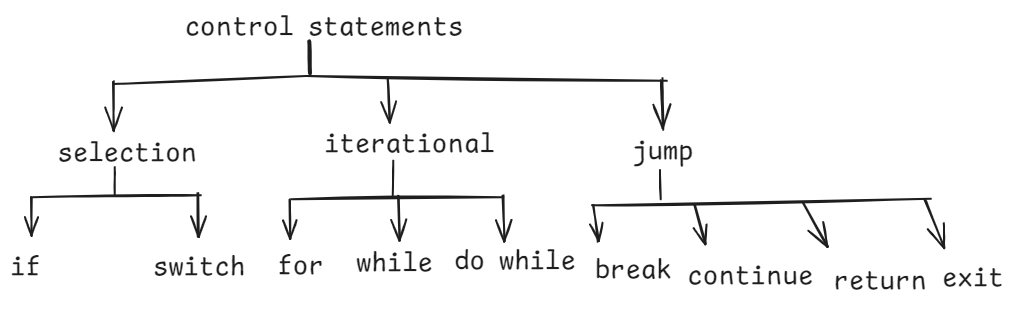 control statements
selection
iterational
jump
if
switch
for
while
do while
break
continue
return
exit